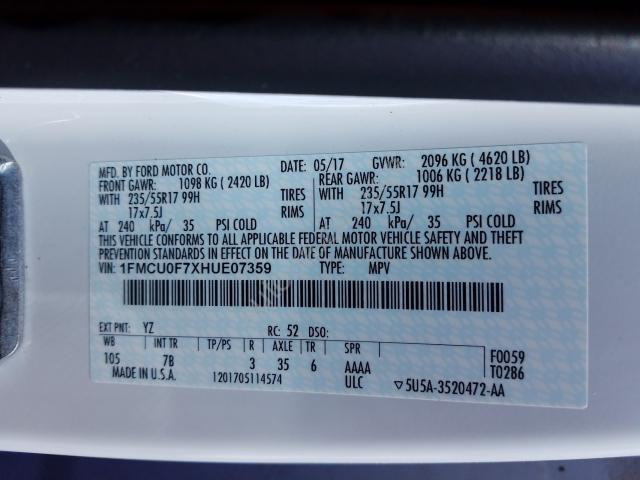 MFD. BY FORD MOTOR CO.
DATE: 05/17 GVWR: 2096 KG ( 4620 LB)
FRONT GAWR: 1098 KG ( 2420 LB)
REAR GAWR: 1006 KG ( 2218 LB)
WITH 235/55R17 99H TIRES
WITH 235/55R17 99H TIRES
17x7.5J RIMS
17x7.5J RIMS
AT 240 kPa/ 35 PSI COLD
AT 240 kPa/ 35 PSI COLD
THIS VEHICLE CONFORMS TO ALL APPLICABLE FEDERAL MOTOR VEHICLE SAFETY AND THEFT
PREVENTION STANDARDS IN EFFECT ON THE DATE OF MANUFACTURE SHOWN ABOVE.
VIN: 1FMCU0F7XHUE07359 TYPE: MPV
EXT PNT: YZ RC: 52 DSO:
WB INT TR TP/PS R AXLE TR SPR
105 7B 3 35 6 AAAA
F0059
T0286
MADE IN U.S.A. 1201705114574 ULC ▽5U5A-3520472-AA